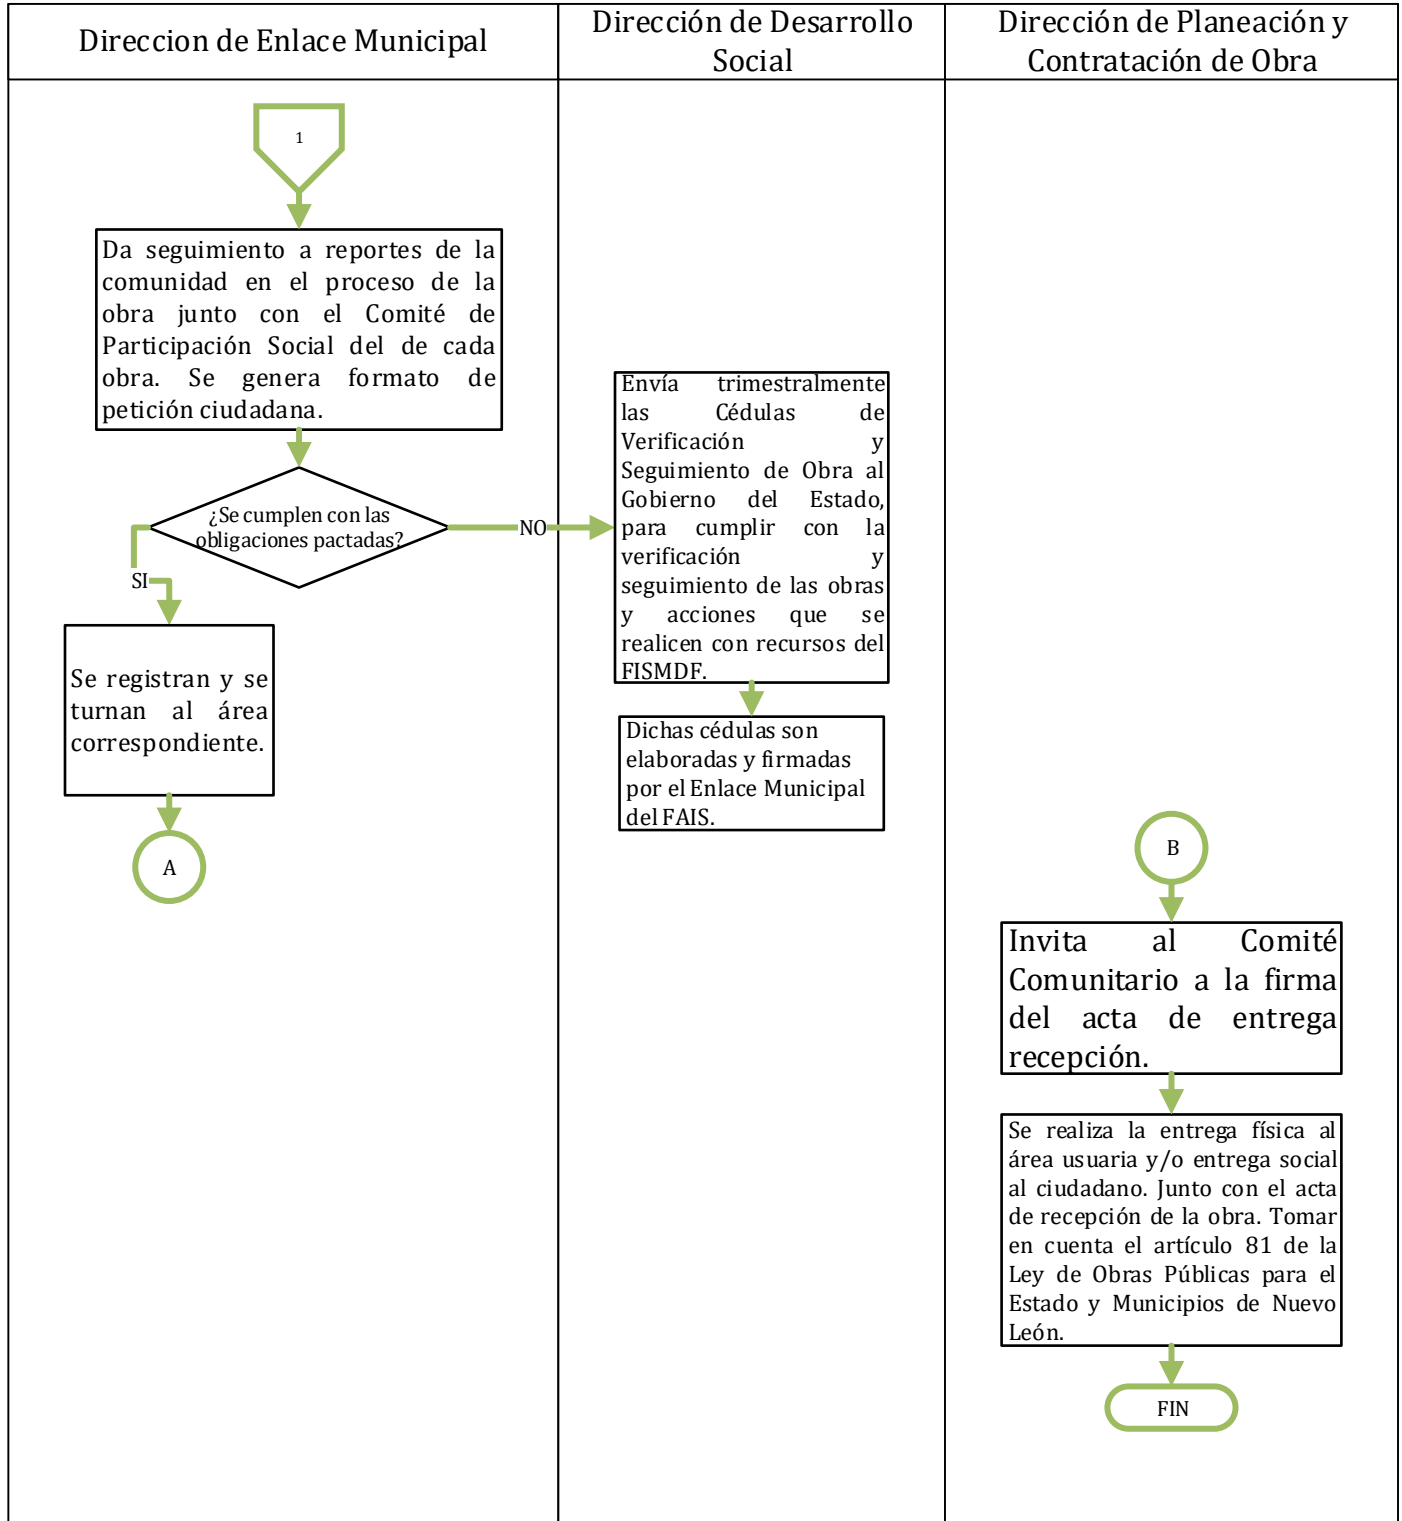 Direccion de Enlace Municipal
Dirección de Desarrollo
Social
Dirección de Planeación y
Contratación de Obra
1
Da seguimiento a reportes de la
comunidad en el proceso de la
obra junto con el Comité de
Participación Social del de cada
obra. Se genera formato de
petición ciudadana.
¿Se cumplen con las
obligaciones pactadas?
NO
SI
Se registran y se
turnan al área
correspondiente.
A
Envía trimestralmente
las Cédulas de
Verificación y
Seguimiento de Obra al
Gobierno del Estado,
para cumplir con la
verificación y
seguimiento de las obras
y acciones que se
realicen con recursos del
FISMDF.
Dichas cédulas son
elaboradas y firmadas
por el Enlace Municipal
del FAIS.
B
Invita al Comité
Comunitario a la firma
del acta de entrega
recepción.
Se realiza la entrega física al
área usuaria y/o entrega social
al ciudadano. Junto con el acta
de recepción de la obra. Tomar
en cuenta el artículo 81 de la
Ley de Obras Públicas para el
Estado y Municipios de Nuevo
León.
FIN